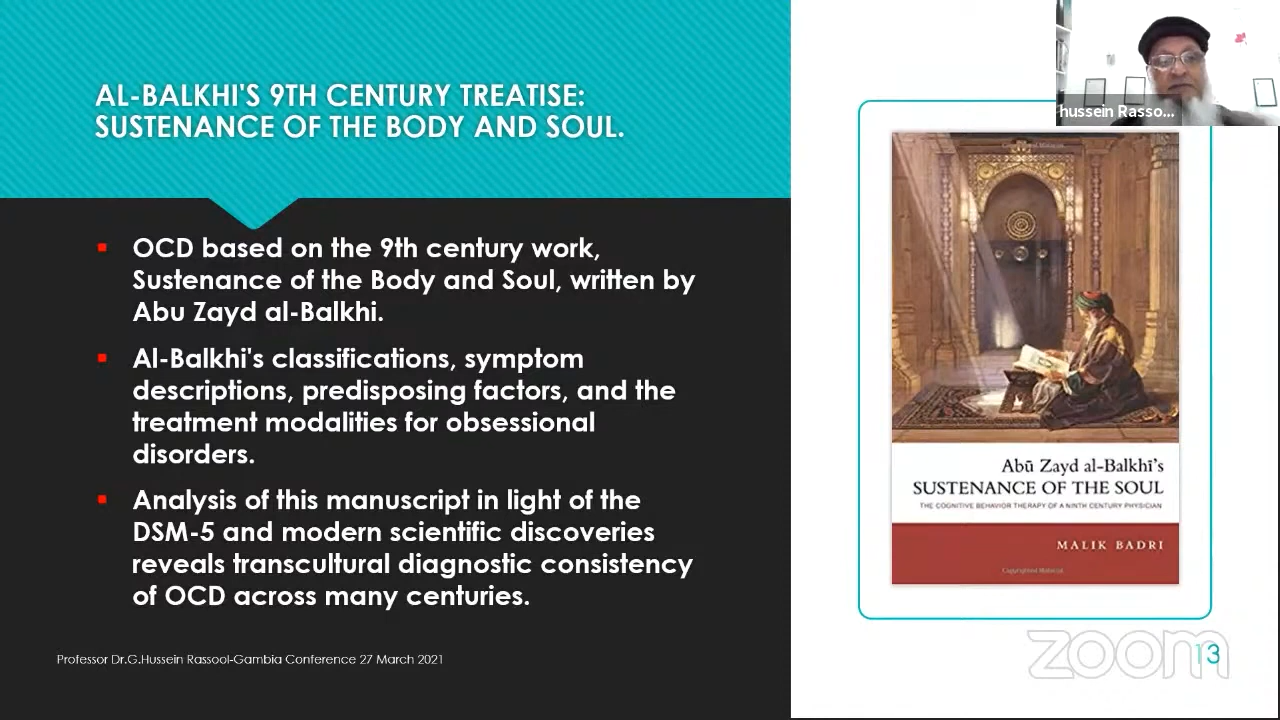 AL-BALKHI'S 9TH CENTURY TREATISE:
SUSTENANCE OF THE BODY AND SOUL.
hussein Rasso...
▪ OCD based on the 9th century work,
Sustenance of the Body and Soul, written by
Abu Zayd al-Balkhi.
▪ Al-Balkhi's classifications, symptom
descriptions, predisposing factors, and the
treatment modalities for obsessional
disorders.
▪ Analysis of this manuscript in light of the
DSM-5 and modern scientific discoveries
reveals transcultural diagnostic consistency
of OCD across many centuries.
Copyrighted Material
Abū Zayd al-Balkhī's
SUSTENANCE OF THE SOUL
THE COGNITIVE BEHAVIOR THERAPY OF A NINTH CENTURY PHYSICIAN
MALIK BADRI
Copyrighted Material
Professor Dr.G.Hussein Rassool-Gambia Conference 27 March 2021
zoom
13